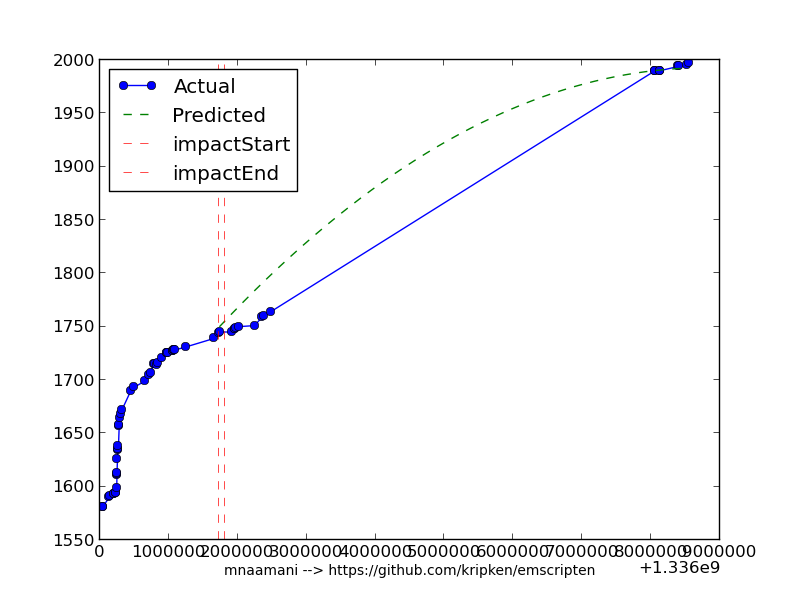 2000
1950
1900
1850
1800
1750
1700
1650
1600
1550
Actual
Predicted
impactStart
impactEnd
0 1000000 2000000 3000000 4000000 5000000 6000000 7000000 8000000 9000000
mnaamani --> https://github.com/kripken/emscripten
+1.336e9